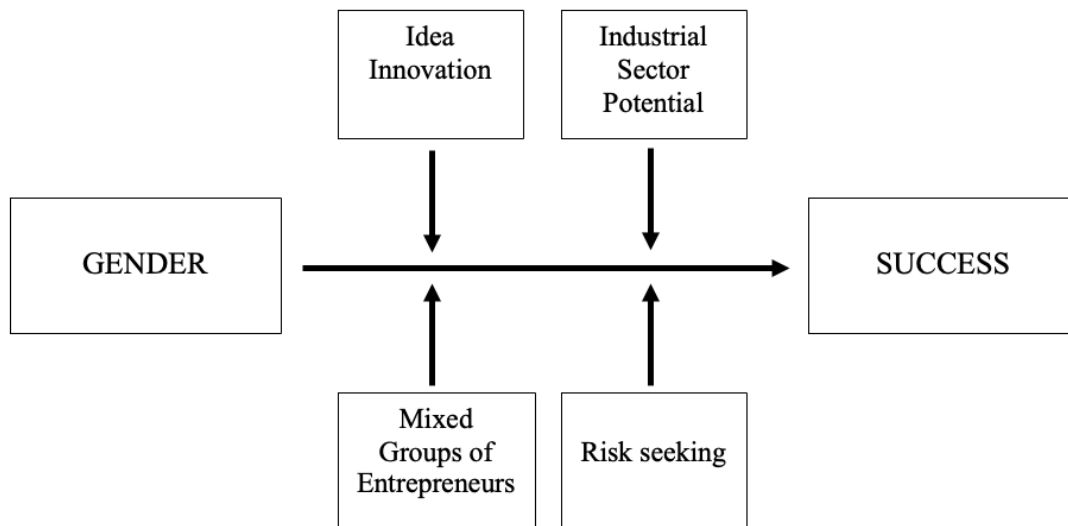 Idea
Innovation
Industrial
Sector
Potential
GENDER
SUCCESS
Mixed
Groups of
Entrepreneurs
Risk seeking